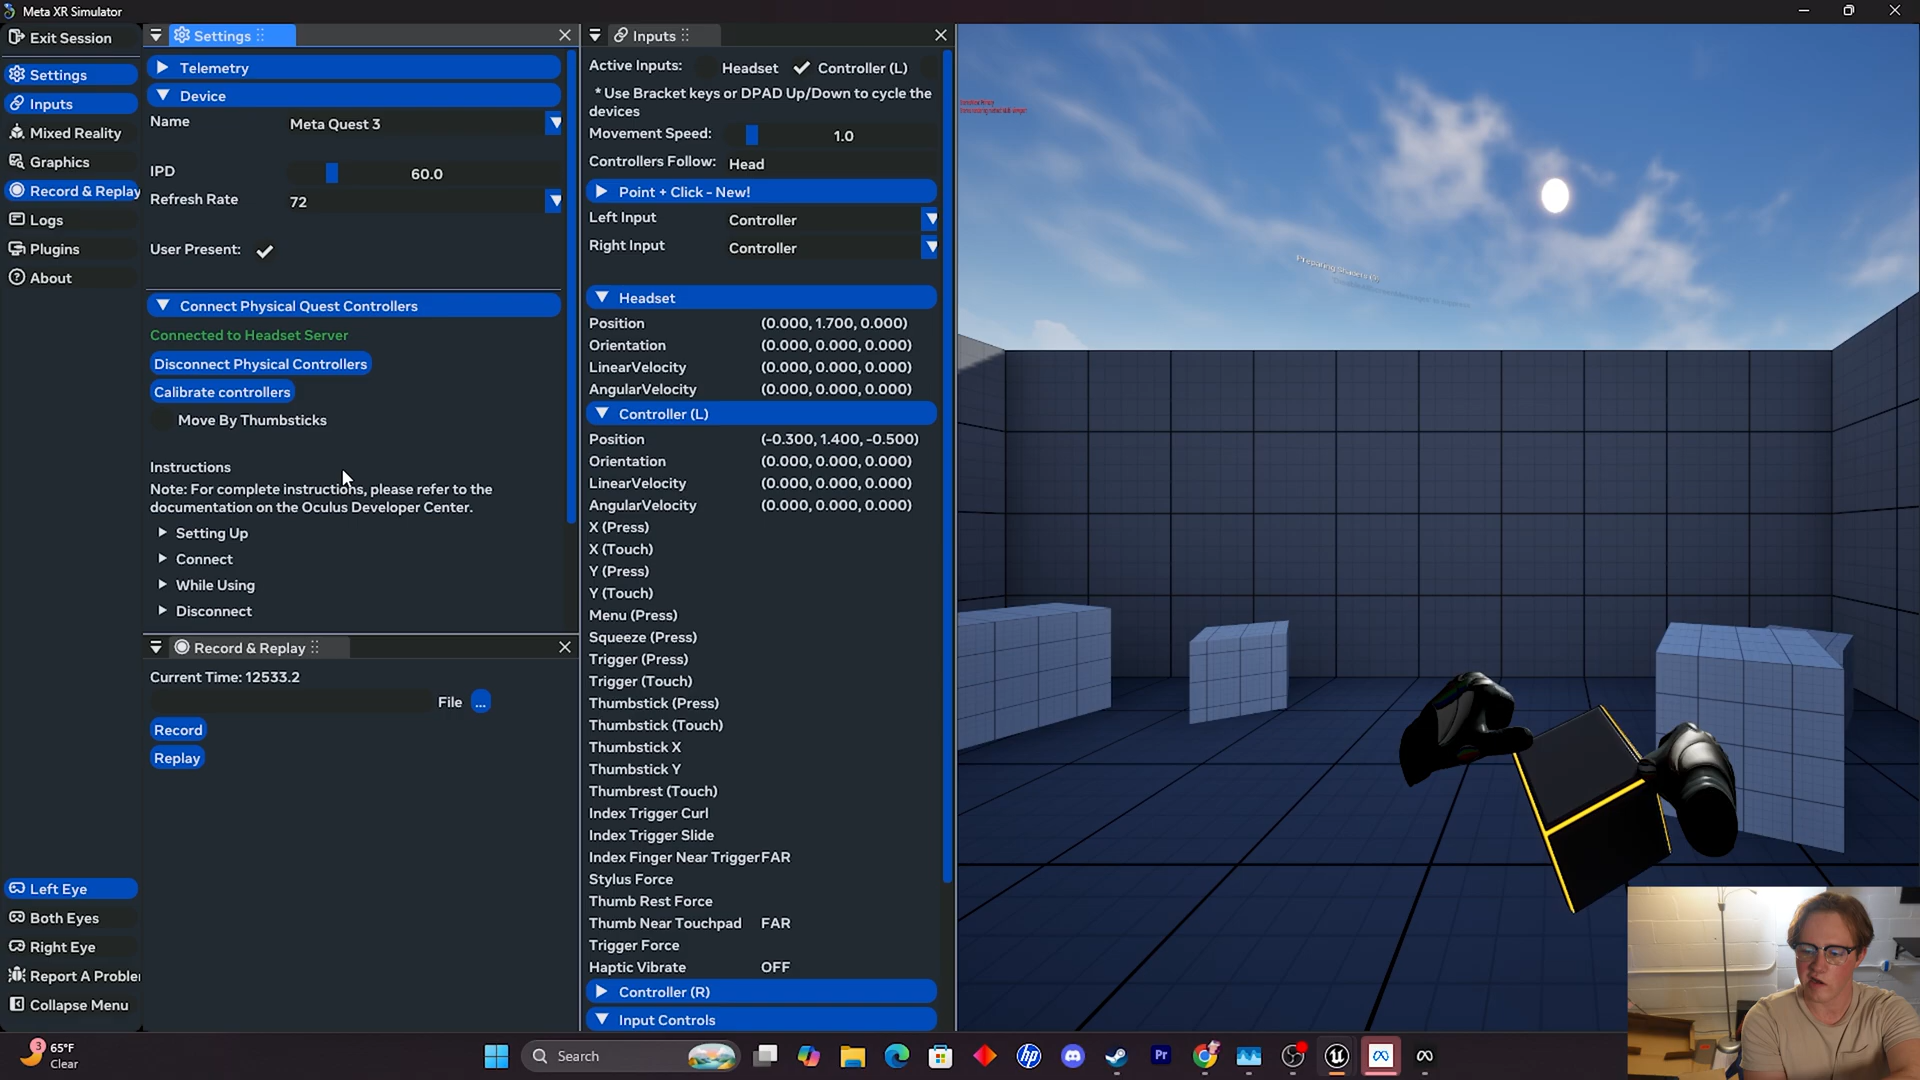 Meta XR Simulator
Exit Session
Settings
Inputs
Mixed Reality
Graphics
Record & Replay
Logs
Plugins
About
Left Eye
Both Eyes
Right Eye
Report A Proble
Collapse Menu
Settings
Telemetry
Device
Name Meta Quest 3
IPD 60.0
Refresh Rate 72
User Present:
Connect Physical Quest Controllers
Connected to Headset Server
Disconnect Physical Controllers
Calibrate controllers
Move By Thumbsticks
Instructions
Note: For complete instructions, please refer to the
documentation on the Oculus Developer Center.
Setting Up
Connect
While Using
Disconnect
Record & Replay
Current Time: 12533.2
File ...
Record
Replay
Inputs
Active Inputs: Headset Controller (L)
* Use Bracket keys or DPAD Up/Down to cycle the
devices
Movement Speed: 1.0
Controllers Follow: Head
Point + Click - New!
Left Input Controller
Right Input Controller
Headset
Position (0.000, 1.700, 0.000)
Orientation (0.000, 0.000, 0.000)
LinearVelocity (0.000, 0.000, 0.000)
AngularVelocity (0.000, 0.000, 0.000)
Controller (L)
Position (-0.300, 1.400, -0.500)
Orientation (0.000, 0.000, 0.000)
LinearVelocity (0.000, 0.000, 0.000)
AngularVelocity (0.000, 0.000, 0.000)
X (Press)
X (Touch)
Y (Press)
Y (Touch)
Menu (Press)
Squeeze (Press)
Trigger (Press)
Trigger (Touch)
Thumbstick (Press)
Thumbstick (Touch)
Thumbstick X
Thumbstick Y
Thumbrest (Touch)
Index Trigger Curl
Index Trigger Slide
Index Finger Near Trigger FAR
Stylus Force
Thumb Rest Force
Thumb Near Touchpad FAR
Trigger Force
Haptic Vibrate OFF
Controller (R)
Input Controls
Preparing Shaders
3
65°F
Clear
Search
hp
Pr